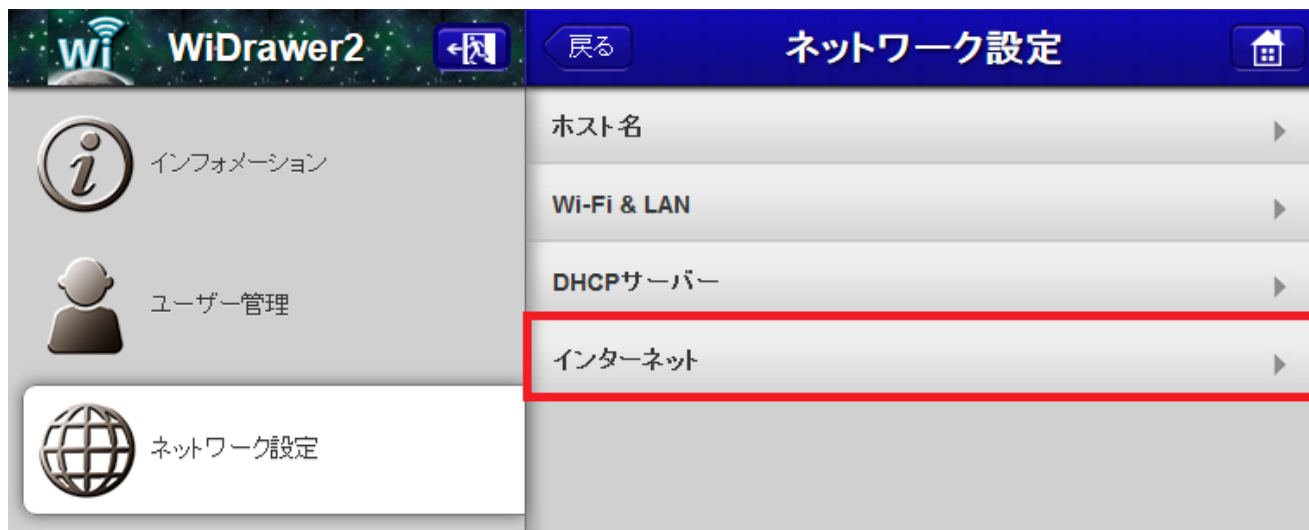 Wi WiDrawer2
インフォメーション
ユーザー管理
ネットワーク設定
戻る ネットワーク設定
ホスト名
Wi-Fi & LAN
DHCPサーバー
インターネット